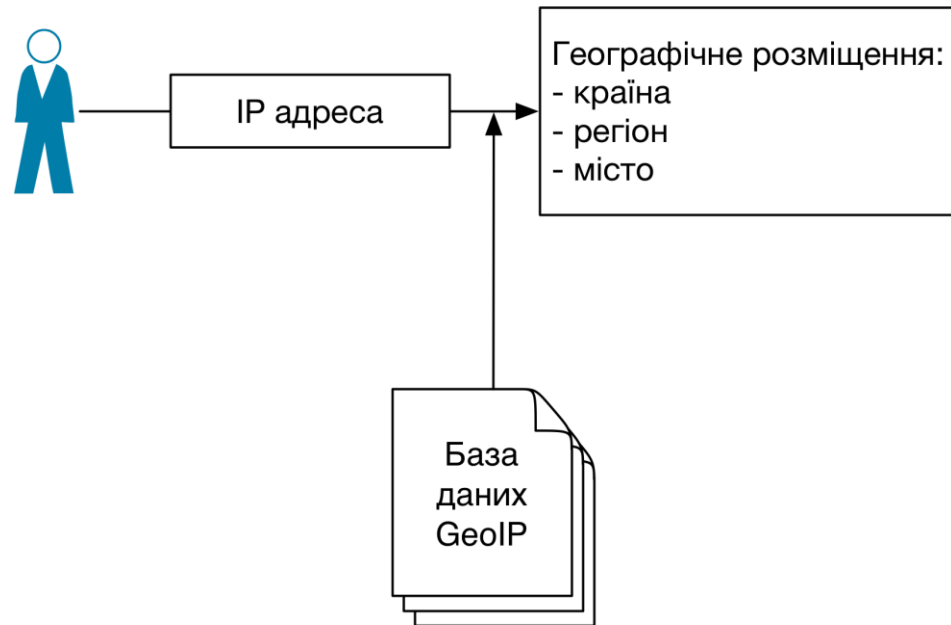 IP адреса
Географічне розміщення:
- країна
- регіон
- місто
База
даних
GeoIP